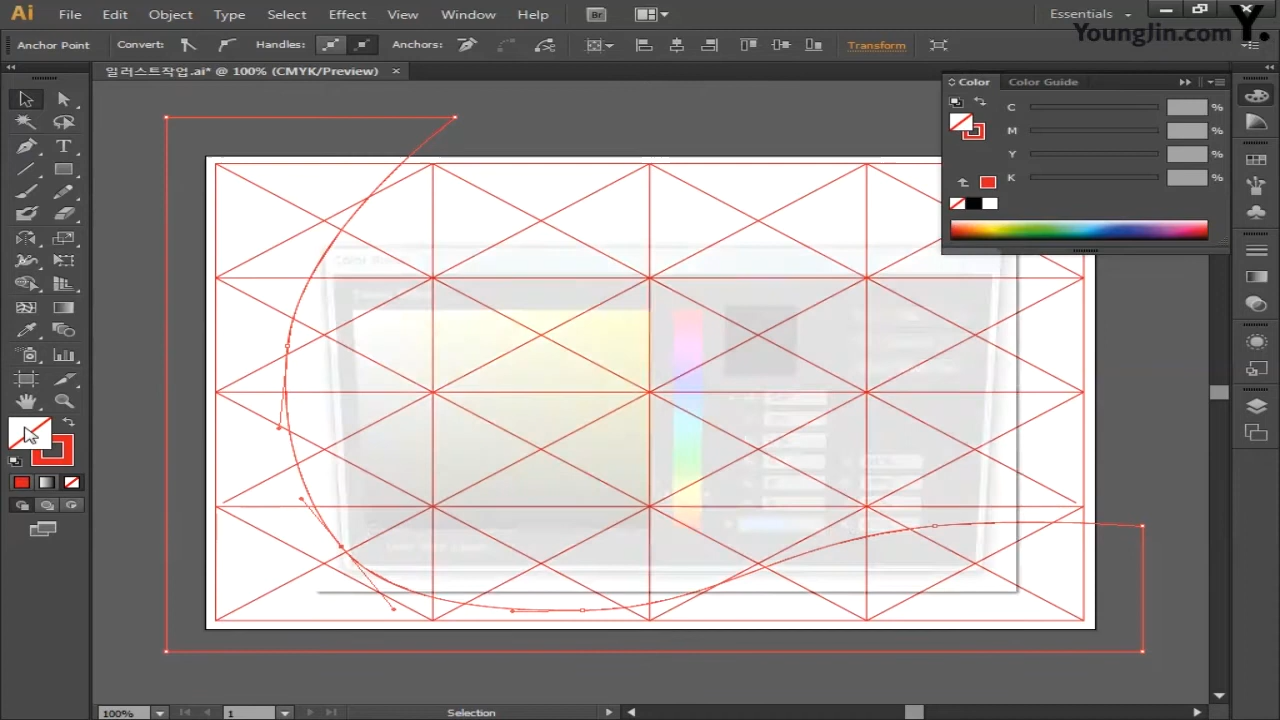 Ai File Edit Object Type Select Effect View Window Help Br Essentials
YoungJin.com Y.
Anchor Point Convert: Handles: Anchors: Transform
일러스트작업.ai* @ 100% (CMYK/Preview) ×
Color Color Guide
C %
M %
Y %
K %
100% 1 Selection